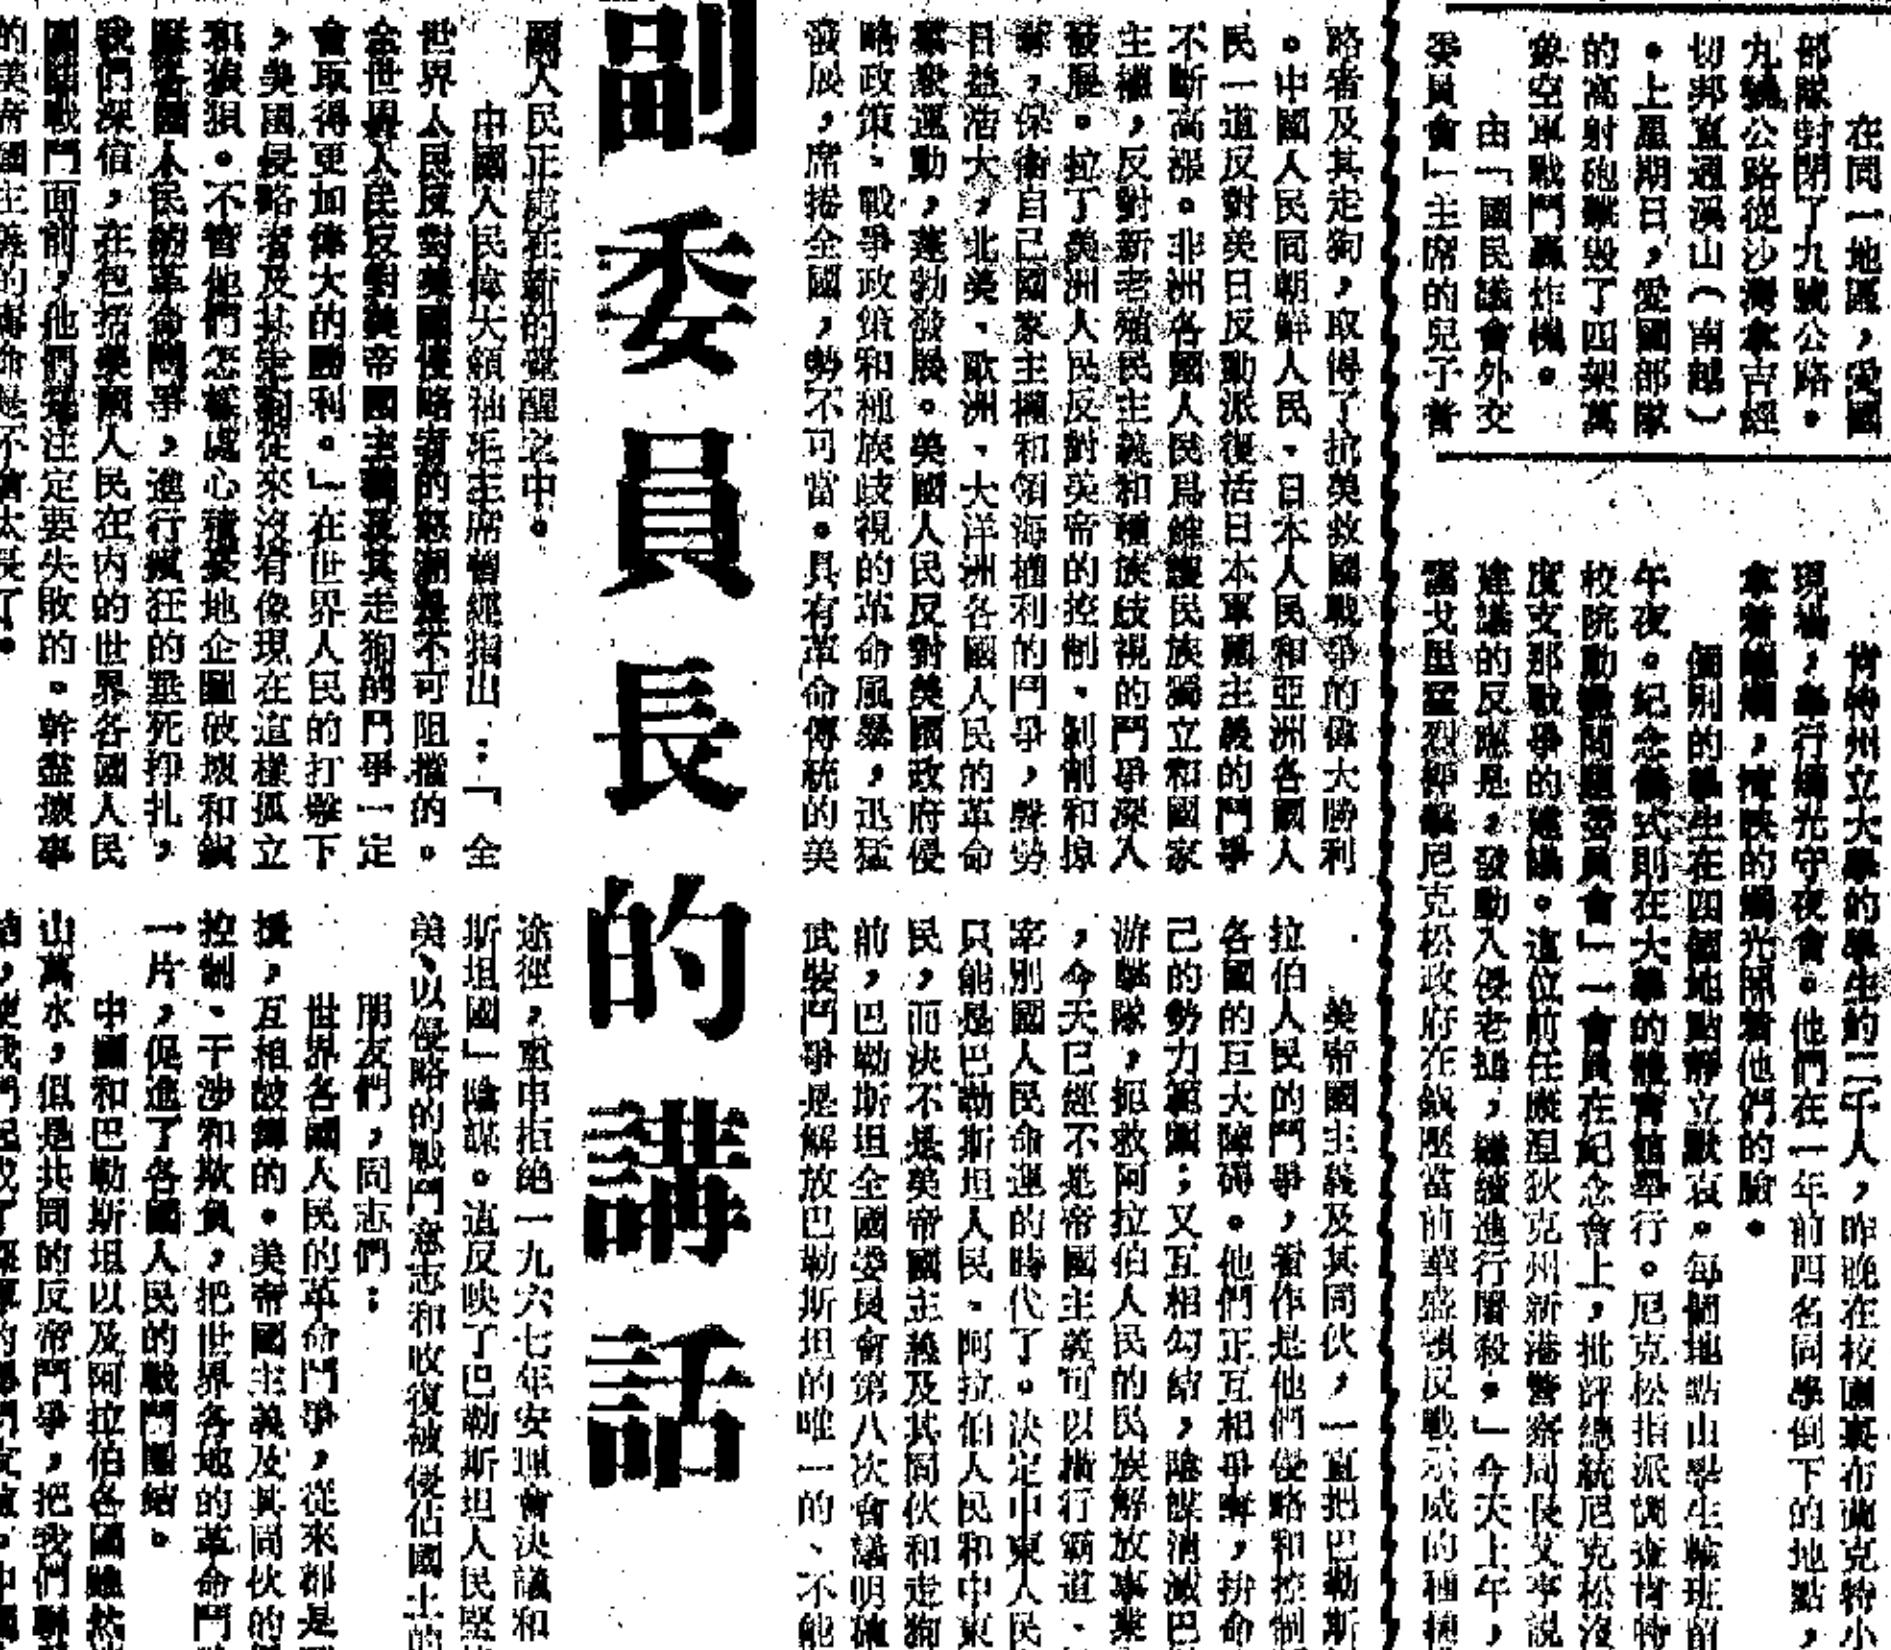 在同一地區，愛國
部隊封閉了九號公路。
九號公路從沙灣拿吉經
切邦直通溪山（南越）
。上星期日，愛國部隊
的高射砲擊毀了四架萬
象空軍戰鬥轟炸機。
由「國民議會外交
委員會」主席的兒子曾
肯特州立大學的學生約三千人，昨晚在校園裏布蘭克特小
現場，舉行燭光守夜會。他們在一年前四名同學倒下的地點，
拿着蠟燭，搖映的燭光照着他們的臉。
個別的學生在四個地點靜立默哀。每個地點由學生輪班的
午夜。紀念儀式則在大學的體育館舉行。尼克松指派調查肯特
校院動亂問題委員會」一會員在紀念會上，批評總統尼克松沒
度支那戰爭的建議。這位前任康涅狄克州新港警察局長艾亨説
建議的反應是，發動入侵老撾，繼續進行屠殺。」今天上午，
當戈里猛烈抨擊尼克松政府在鎮壓當前華盛頓反戰示威的種種
路者及其走狗，取得了抗美救國戰爭的偉大勝利
。中國人民同朝鮮人民、日本人民和亞洲各國人
民一道反對美日反動派復活日本軍國主義的鬥爭
不斷高漲。非洲各國人民爲維護民族獨立和國家
主權，反對新老殖民主義和種族歧視的鬥爭深入
發展。拉丁美洲人民反對美帝的控制、剝削和掠
奪，保衛自己國家主權和領海權利的鬥爭，聲勢
日益浩大，北美、歐洲、大洋洲各國人民的革命
羣衆運動，蓬勃發展。美國人民反對美國政府侵
略政策、戰爭政策和種族歧視的革命風暴，迅猛
發展，席捲全國，勢不可當。具有革命傳統的美
美帝國主義及其同伙，一直把巴勒斯
拉伯人民的鬥爭，看作是他們侵略和控制
各國的巨大障碍。他們正互相爭奪，拚命
己的勢力範圍；又互相勾結，陰謀消滅巴
游擊隊，扼救阿拉伯人民的民族解放事業
，今天已經不是帝國主義可以橫行霸道、
宰別國人民命運的時代了。決定中東人民
只能是巴勒斯坦人民、阿拉伯人民和中東
民，而決不是美帝國主義及其同伙和走狗
前，巴勒斯坦全國委員會第八次會議明確
武裝鬥爭是解放巴勒斯坦的唯一的、不能
副委員長的講話
國人民正處在新的覺醒之中。
中國人民偉大領袖毛主席曾經指出：「全
世界人民反對美國侵略者的怒潮是不可阻擋的。
全世界人民反對美帝國主義及其走狗的鬥爭一定
會取得更加偉大的勝利。」在世界人民的打擊下
，美國侵略者及其走狗從來沒有像現在這樣孤立
和狼狽。不管他們怎樣處心積慮地企圖破壞和鎮
壓各國人民的革命鬥爭，進行瘋狂的垂死掙扎，
我們深信，在包括美國人民在内的世界各國人民
團結戰鬥面前，他們是注定要失敗的。幹盡壞事
的美帝國主義的壽命是不會太長了。
途徑，重申拒絶一九六七年安理會決議和
斯坦國」陰謀。這反映了巴勒斯坦人民堅
美、以侵略的戰鬥意志和收復被侵佔國土的
朋友們，同志們：
世界各國人民的革命鬥爭，從來都是
援，互相鼓舞的。美帝國主義及其同伙的
控制、干涉和欺負，把世界各地的革命鬥
一片，促進了各國人民的戰鬥團結。
中國和巴勒斯坦以及阿拉伯各國雖然
山萬水，但是共同的反帝鬥爭，把我們聯